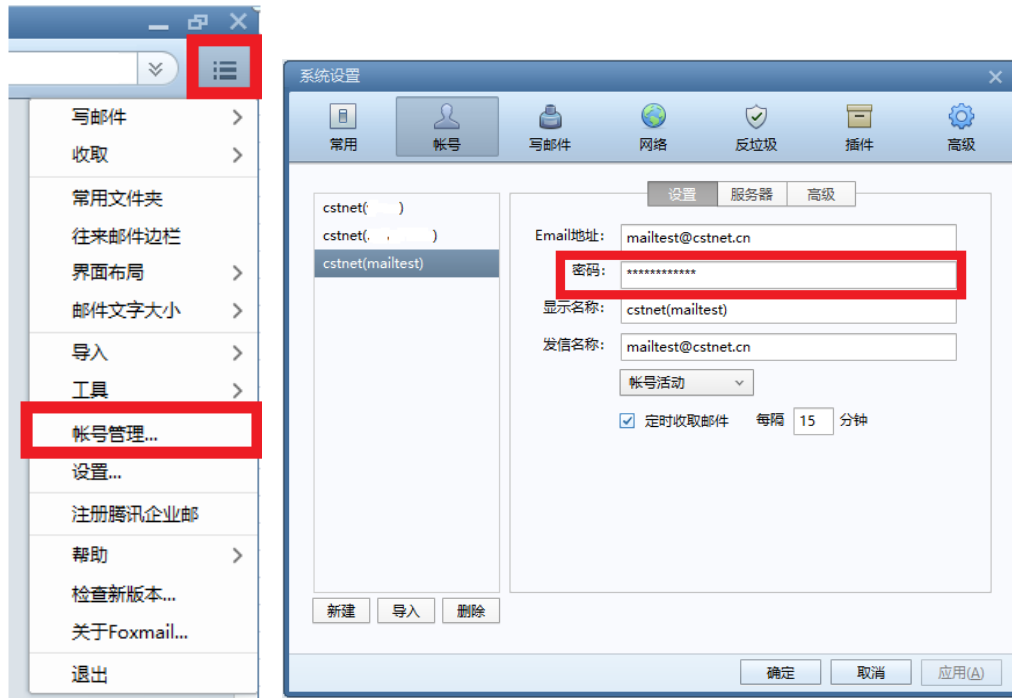 写邮件
收取
常用文件夹
往来邮件边栏
界面布局
邮件文字大小
导入
工具
帐号管理...
设置...
注册腾讯企业邮
帮助
检查新版本...
关于Foxmail...
退出
系统设置
常用
帐号
写邮件
网络
反垃圾
插件
高级
cstnet( )
cstnet( )
cstnet(mailtest)
设置 服务器 高级
Email地址: mailtest@cstnet.cn
密码: ************
显示名称: cstnet(mailtest)
发信名称: mailtest@cstnet.cn
帐号活动
定时收取邮件 每隔 15 分钟
新建 导入 删除
确定 取消 应用(A)